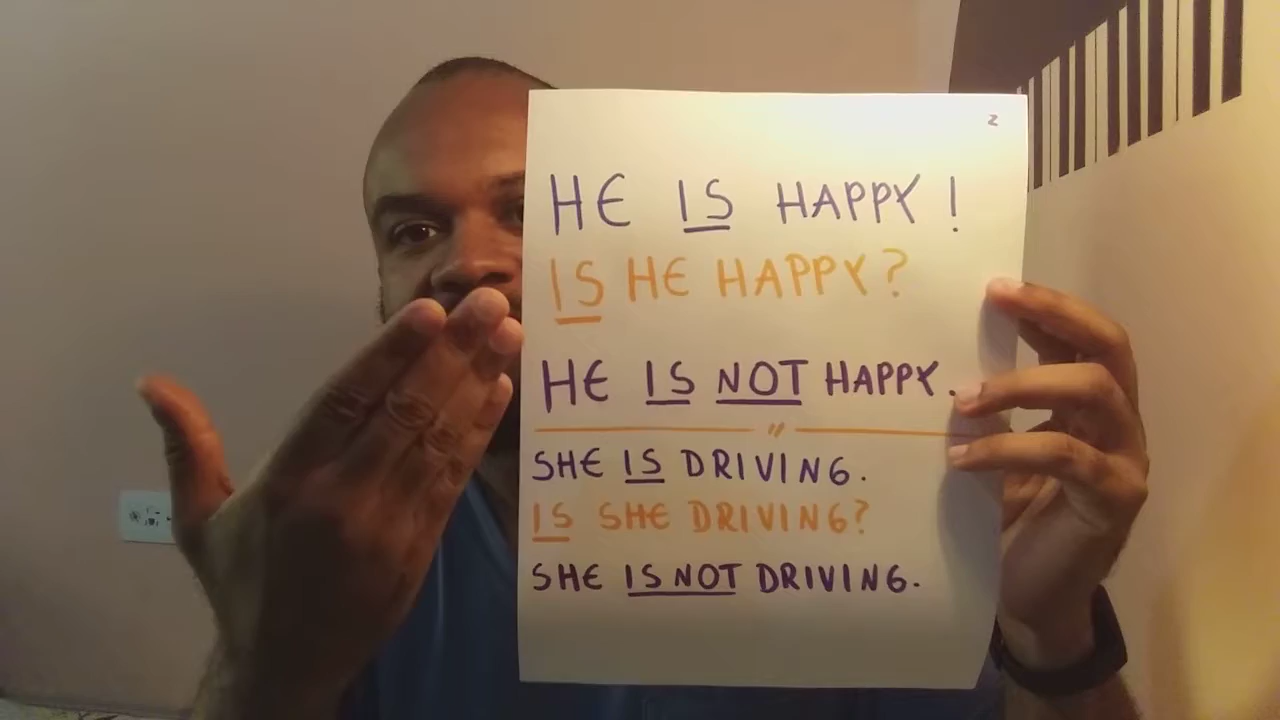 2
HE IS HAPPY!
IS HE HAPPY?
HE IS NOT HAPPY.
SHE IS DRIVING.
IS SHE DRIVING?
SHE IS NOT DRIVING.